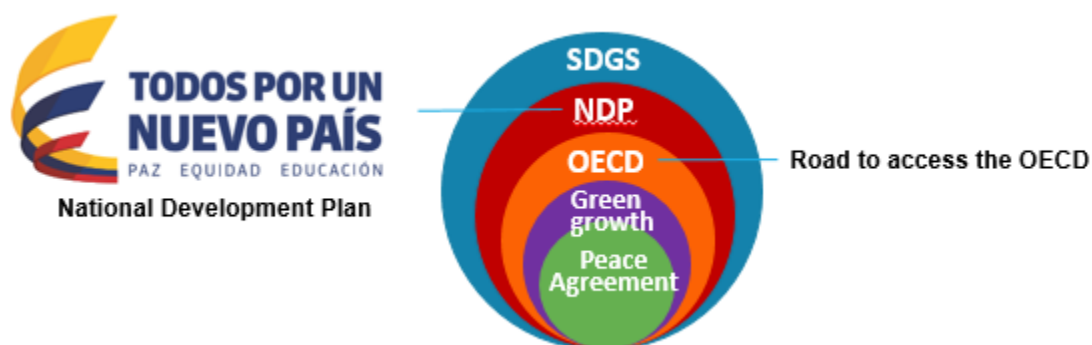 TODOS POR UN
NUEVO PAÍS
PAZ EQUIDAD EDUCACIÓN
National Development Plan
SDGS
NDP.
OECD
Green
growth
Peace
Agreement
Road to access the OECD